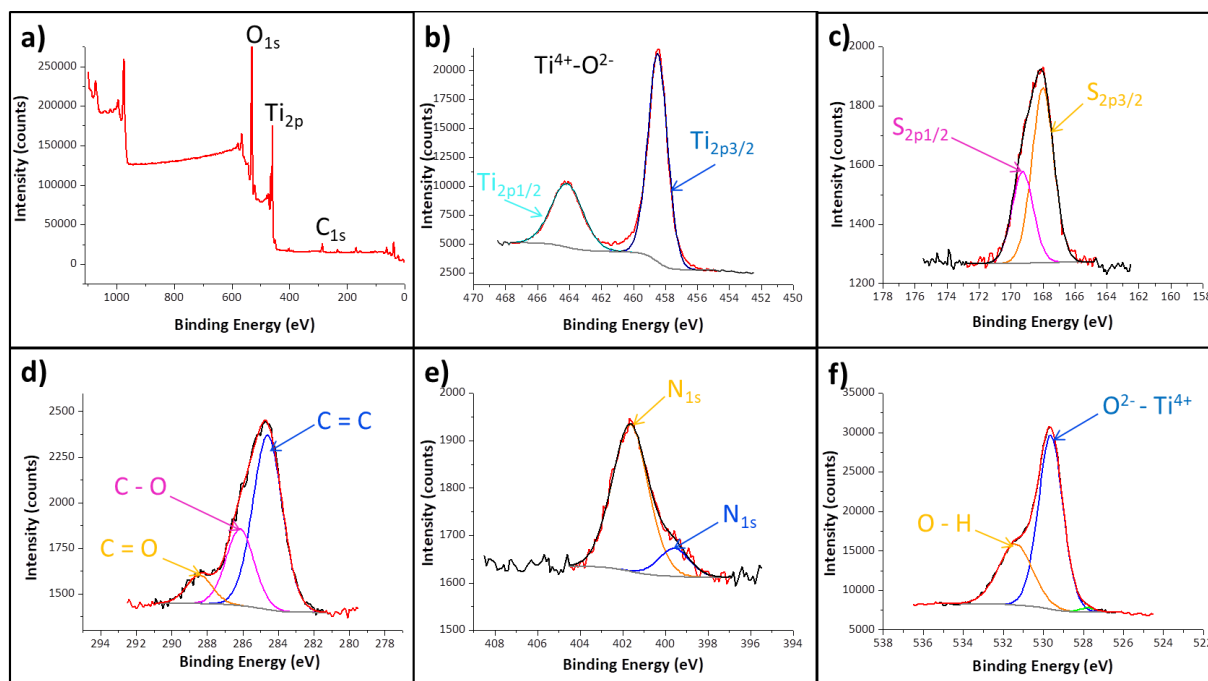 a)
O1s
Ti2p
C1s
Intensity (counts)
250000
200000
150000
100000
50000
0
1000
800
600
400
200
0
Binding Energy (eV)
b)
Ti4+-O2-
Ti2p3/2
Ti2p1/2
Intensity (counts)
22500
20000
17500
15000
12500
10000
7500
5000
2500
470
468
466
464
462
460
458
456
454
452
450
Binding Energy (eV)
c)
S2p3/2
S2p1/2
Intensity (counts)
2000
1800
1600
1400
1200
178
176
174
172
170
168
166
164
162
160
158
Binding Energy (eV)
d)
C = C
C - O
C = O
Intensity (counts)
2500
2250
2000
1750
1500
294
292
290
288
286
284
282
280
278
Binding Energy (eV)
e)
N1s
N1s
Intensity (counts)
2000
1900
1800
1700
1600
1500
408
406
404
402
400
398
396
394
Binding Energy (eV)
f)
O2- - Ti4+
O - H
Intensity (counts)
35000
30000
25000
20000
15000
10000
5000
538
536
534
532
530
528
526
524
522
Binding Energy (eV)